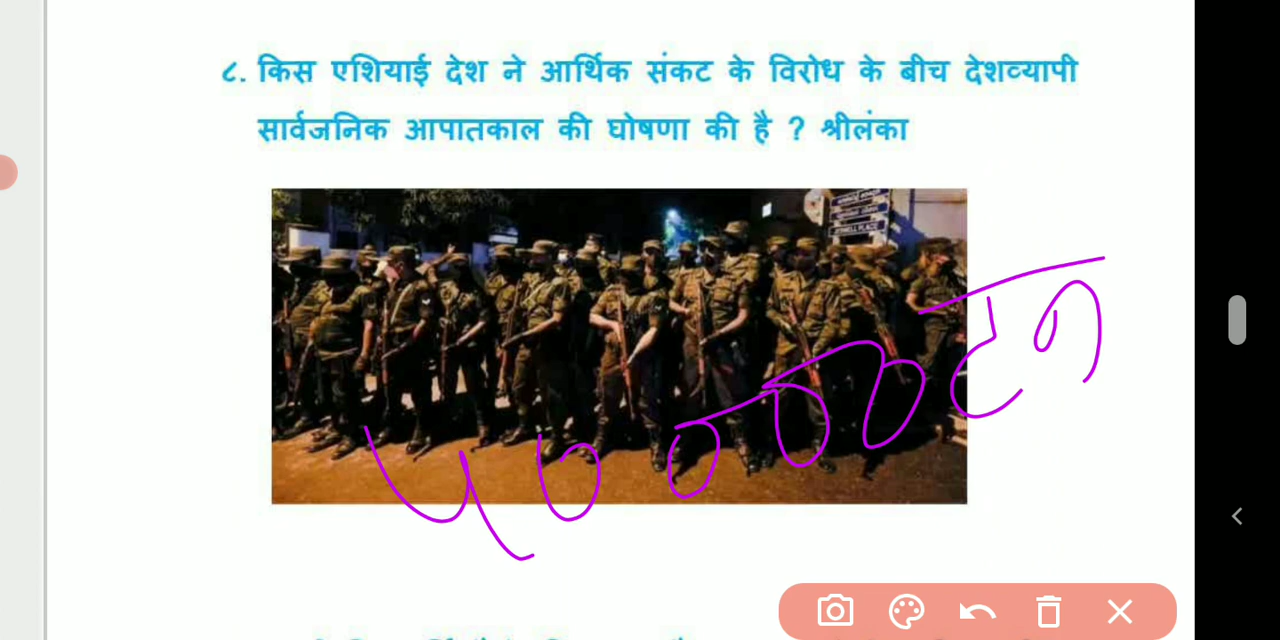 ८. किस एशियाई देश ने आर्थिक संकट के विरोध के बीच देशव्यापी
सार्वजनिक आपातकाल की घोषणा की है ? श्रीलंका